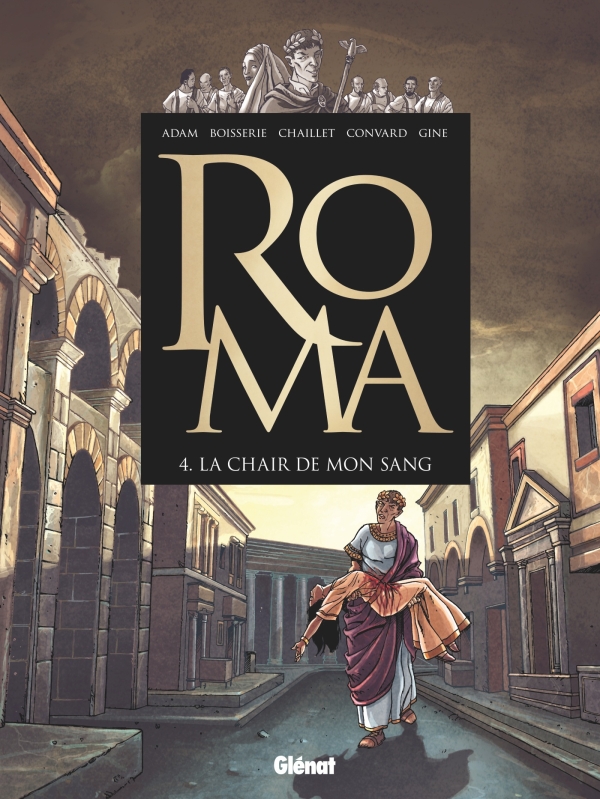 ADAM BOISSERIE CHAILLET CONVARD GINE
RO
MA
4. LA CHAIR DE MON SANG
Glénat